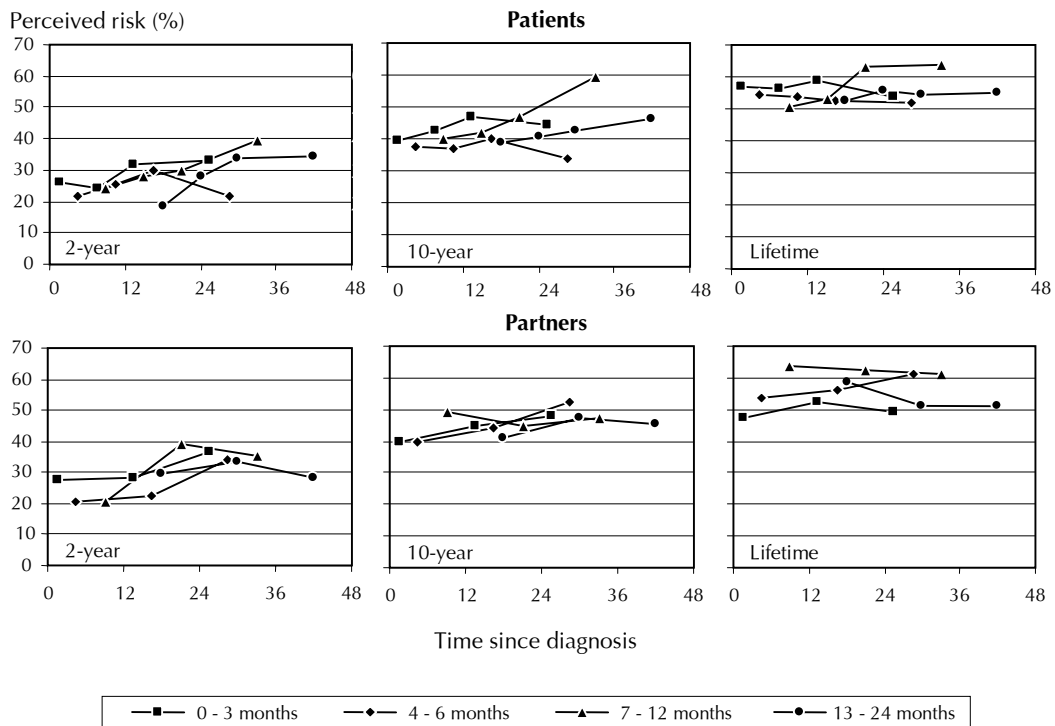 Perceived risk (%)
Patients
70
60
50
40
30
20
10
0
2-year
10-year
Lifetime
0 12 24 36 48
0 12 24 36 48
0 12 24 36 48
Partners
70
60
50
40
30
20
10
0
2-year
10-year
Lifetime
0 12 24 36 48
0 12 24 36 48
0 12 24 36 48
Time since diagnosis
0 - 3 months 4 - 6 months 7 - 12 months 13 - 24 months